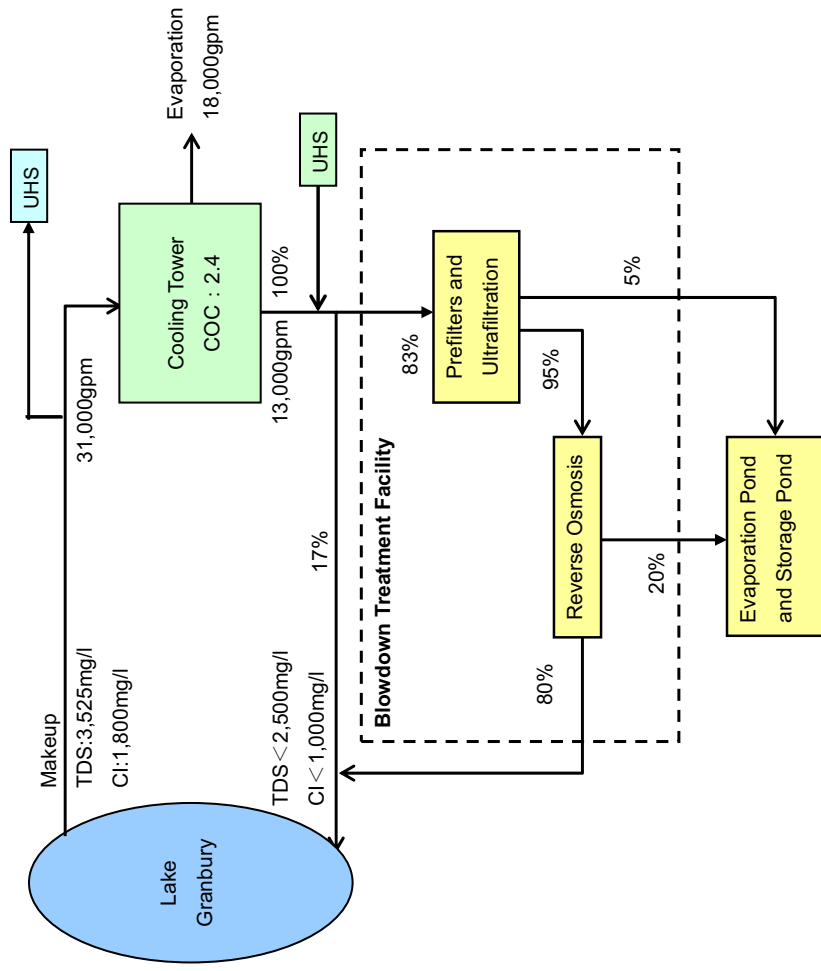 UHS
Makeup
TDS:3,525mg/l
Cl:1,800mg/l
31,000gpm
Lake
Granbury
Cooling Tower
COC : 2.4
Evaporation
18,000gpm
13,000gpm
100%
UHS
TDS<2,500mg/l
Cl<1,000mg/l
17%
83%
Blowdown Treatment Facility
Prefilters and
Ultrafiltration
95%
5%
80%
Reverse Osmosis
20%
Evaporation Pond
and Storage Pond